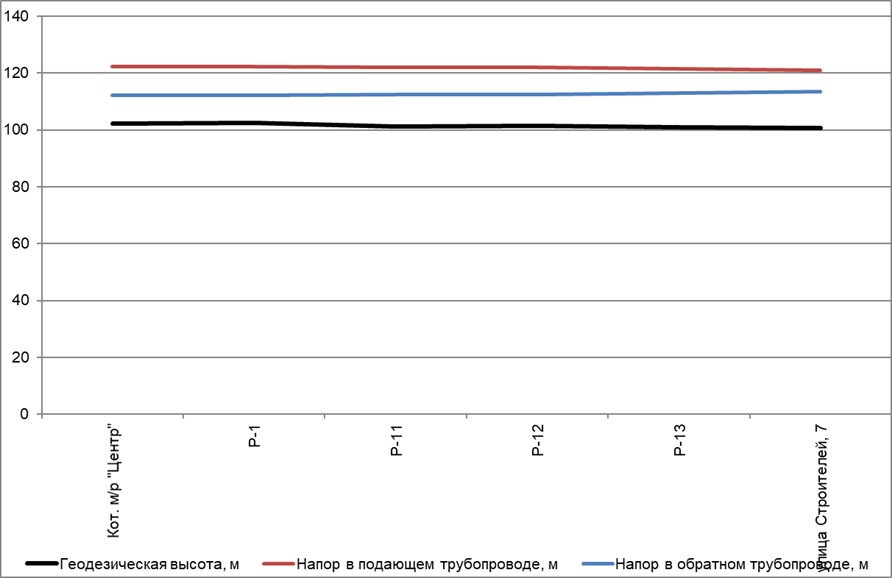 140
120
100
80
60
40
20
0
Кот. м/р "Центр"
Р-1
Р-11
Р-12
Р-13
улица Строителей, 7
Геодезическая высота, м
Напор в подающем трубопроводе, м
Напор в обратном трубопроводе, м